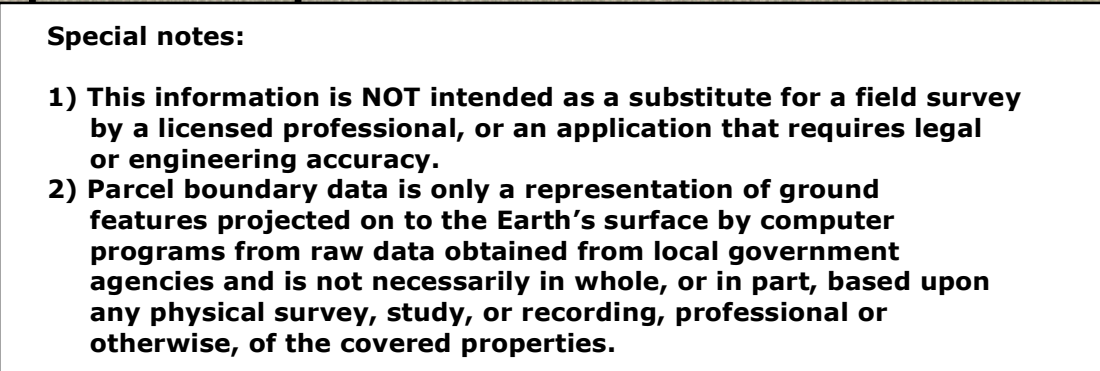 Special notes:
1) This information is NOT intended as a substitute for a field survey
by a licensed professional, or an application that requires legal
or engineering accuracy.
2) Parcel boundary data is only a representation of ground
features projected on to the Earth’s surface by computer
programs from raw data obtained from local government
agencies and is not necessarily in whole, or in part, based upon
any physical survey, study, or recording, professional or
otherwise, of the covered properties.